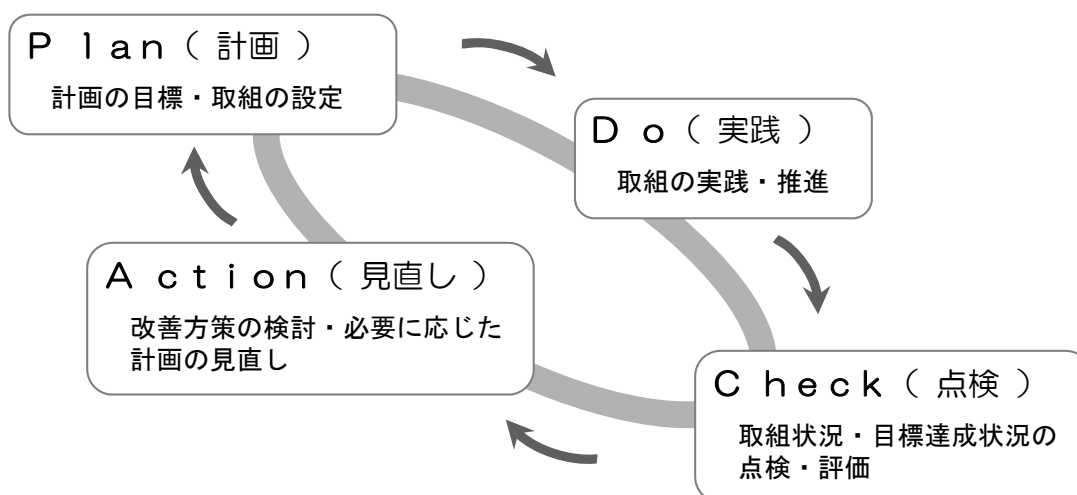 Plan（計画）
計画の目標・取組の設定
Do（実践）
取組の実践・推進
Action（見直し）
改善方策の検討・必要に応じた
計画の見直し
Check（点検）
取組状況・目標達成状況の
点検・評価